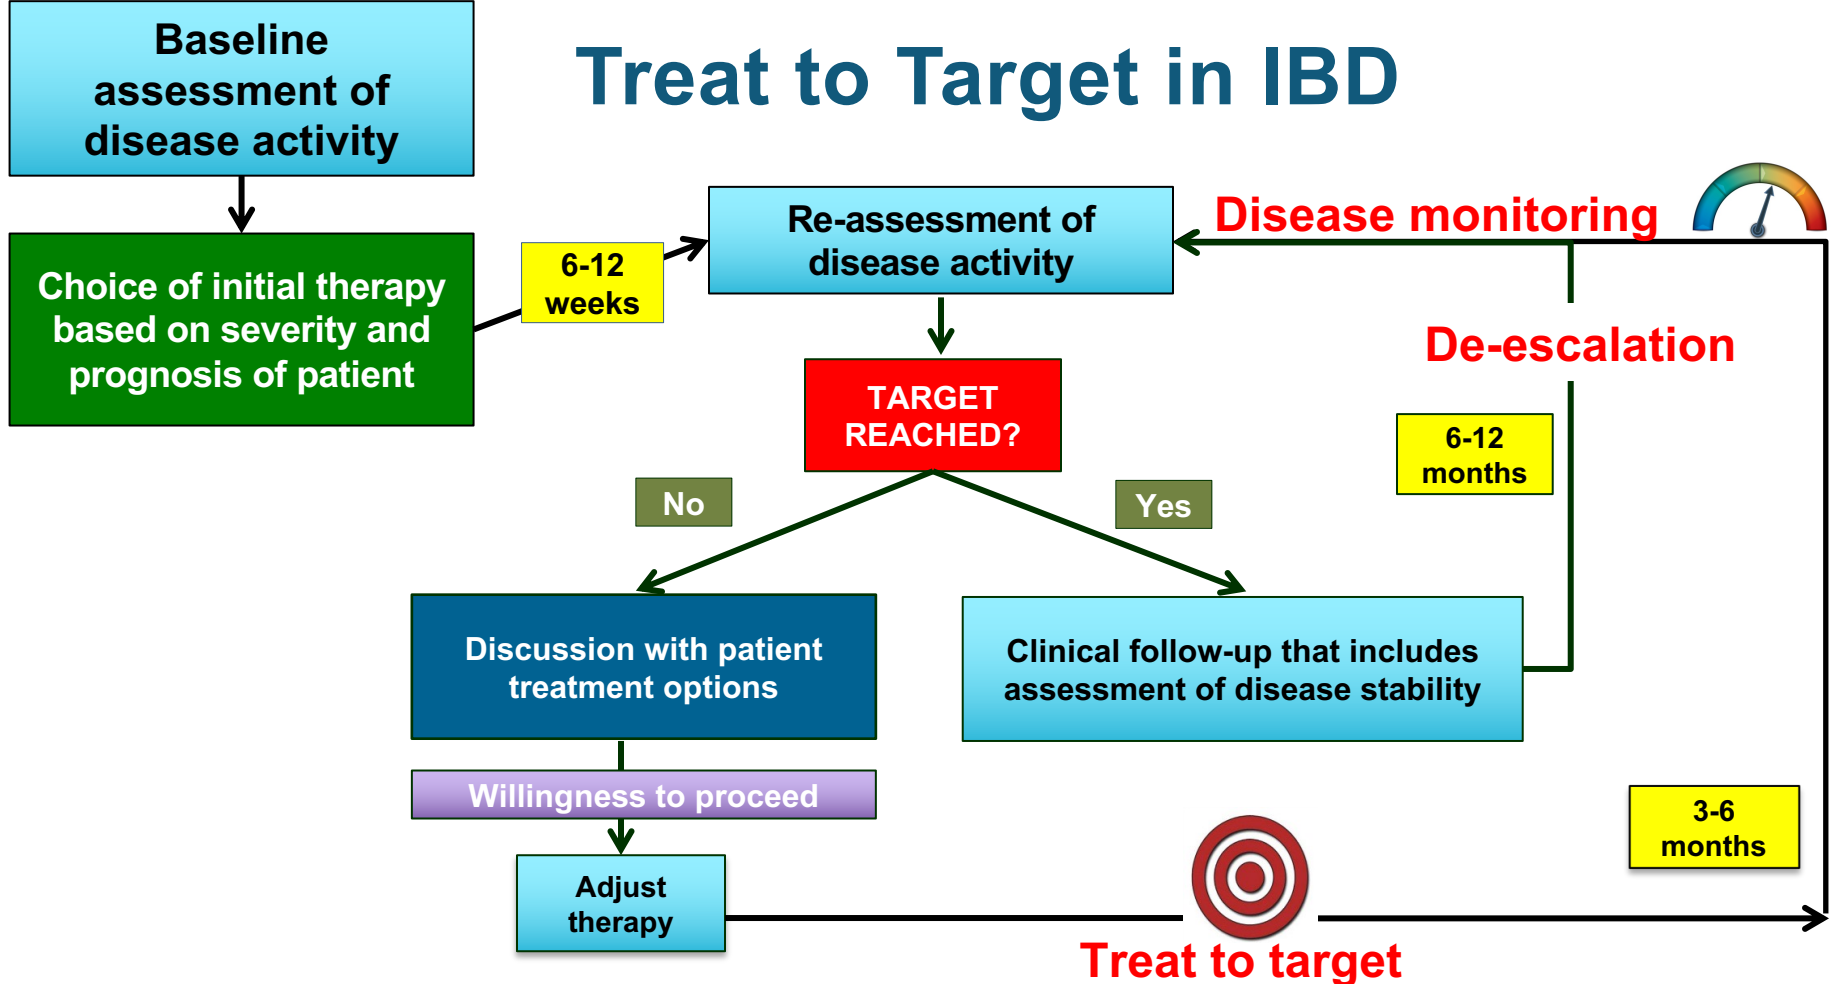 Baseline
assessment of
disease activity
Treat to Target in IBD
Choice of initial therapy
based on severity and
prognosis of patient
6-12
weeks
Re-assessment of
disease activity
Disease monitoring
De-escalation
TARGET
REACHED?
6-12
months
No
Yes
Discussion with patient
treatment options
Clinical follow-up that includes
assessment of disease stability
Willingness to proceed
3-6
months
Adjust
therapy
Treat to target